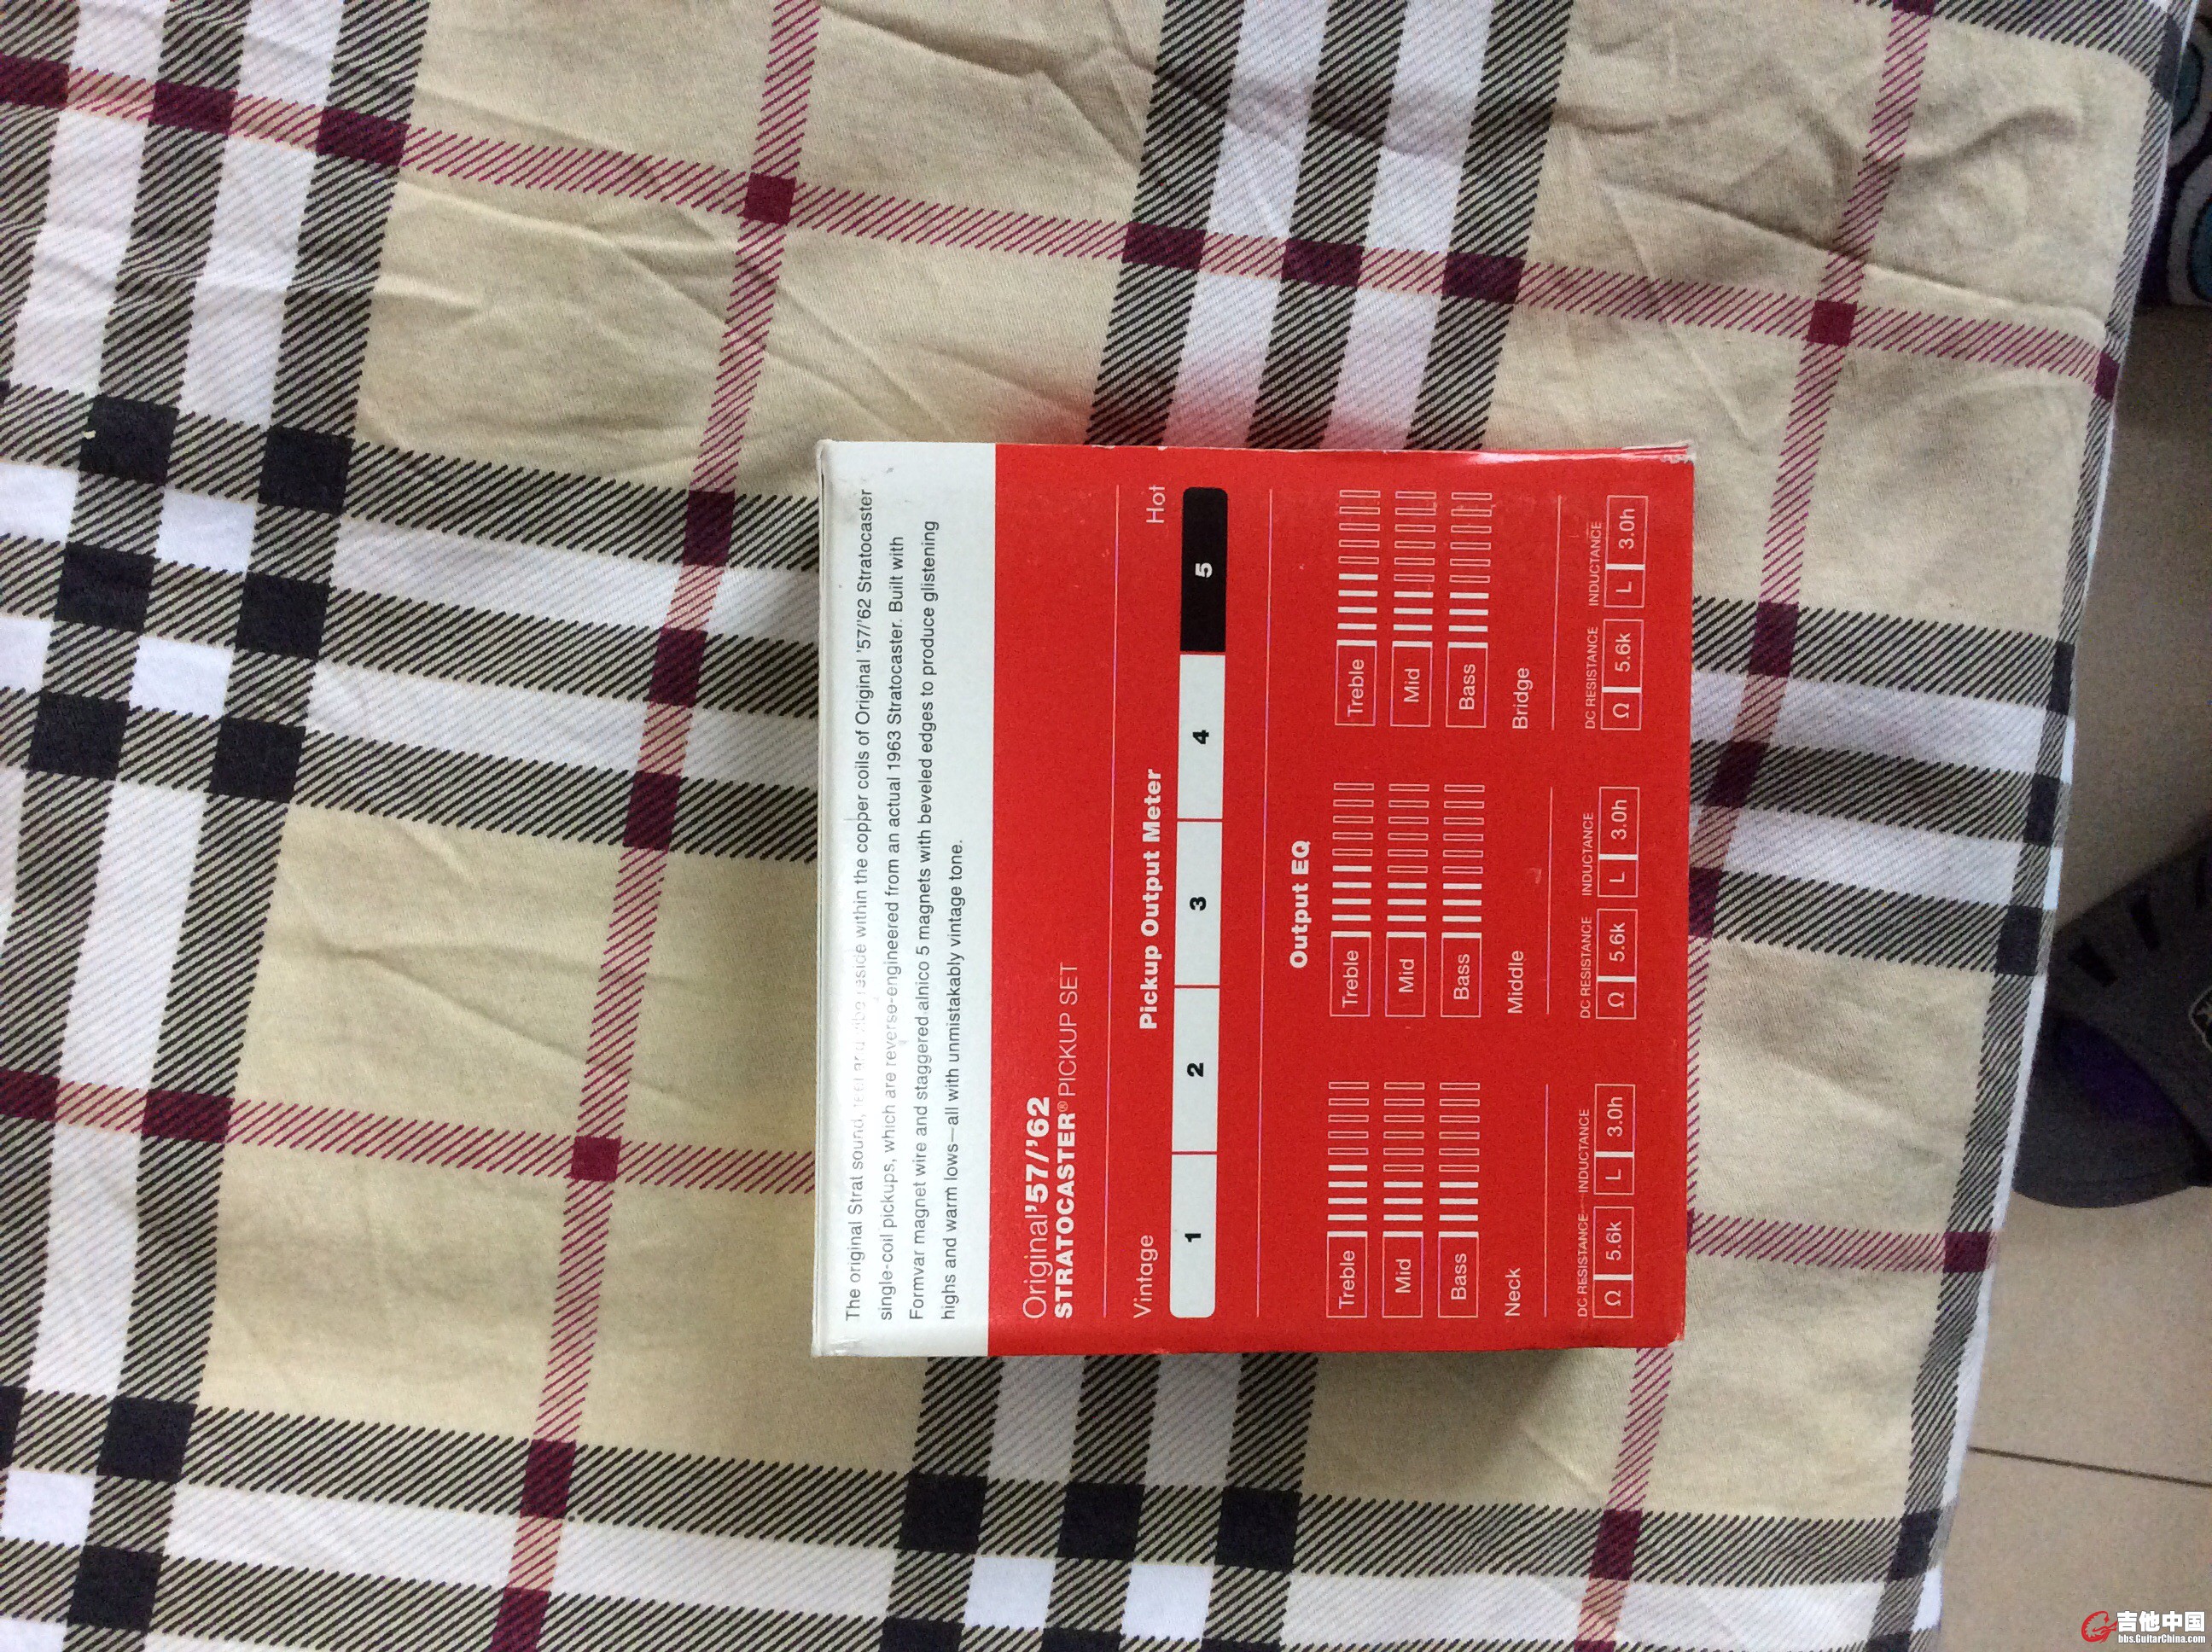 The original Strat sound, feel and vibe reside within the copper coils of Original '57/'62 Stratocaster
single-coil pickups, which are reverse-engineered from an actual 1963 Stratocaster. Built with
Formvar magnet wire and staggered alnico 5 magnets with beveled edges to produce glistening
highs and warm lows—all with unmistakably vintage tone.
Original '57/'62
STRATOCASTER® PICKUP SET
Vintage Pickup Output Meter Hot
1 2 3 4 5
Output EQ
Treble Treble Treble
Mid Mid Mid
Bass Bass Bass
Neck Middle Bridge
DC RESISTANCE INDUCTANCE DC RESISTANCE INDUCTANCE DC RESISTANCE INDUCTANCE
Ω 5.6k L 3.0h Ω 5.6k L 3.0h Ω 5.6k L 3.0h
吉他中国
bbs.GuitarChina.com